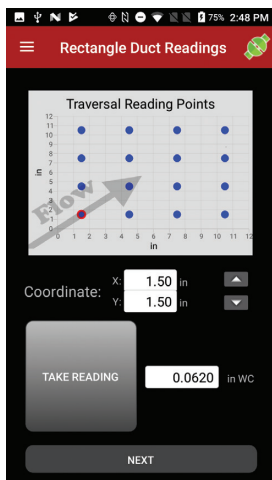 75% 2:48 PM
Rectangle Duct Readings
Traversal Reading Points
12
11
10
9
8
7
6
5
4
3
2
1
0
in
Flow
0 1 2 3 4 5 6 7 8 9 10 11 12
in
Coordinate: X: 1.50 in
Y: 1.50 in
TAKE READING 0.0620 in WC
NEXT